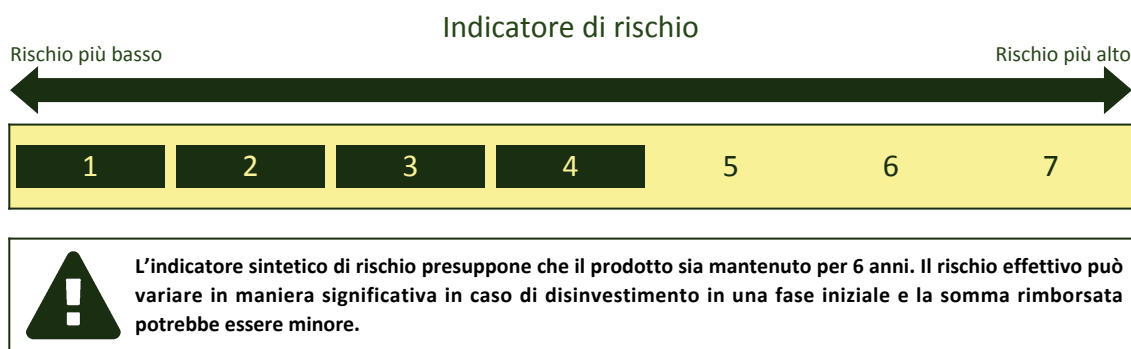 Indicatore di rischio
Rischio più basso
Rischio più alto
1 2 3 4 5 6 7
L’indicatore sintetico di rischio presuppone che il prodotto sia mantenuto per 6 anni. Il rischio effettivo può
variare in maniera significativa in caso di disinvestimento in una fase iniziale e la somma rimborsata
potrebbe essere minore.